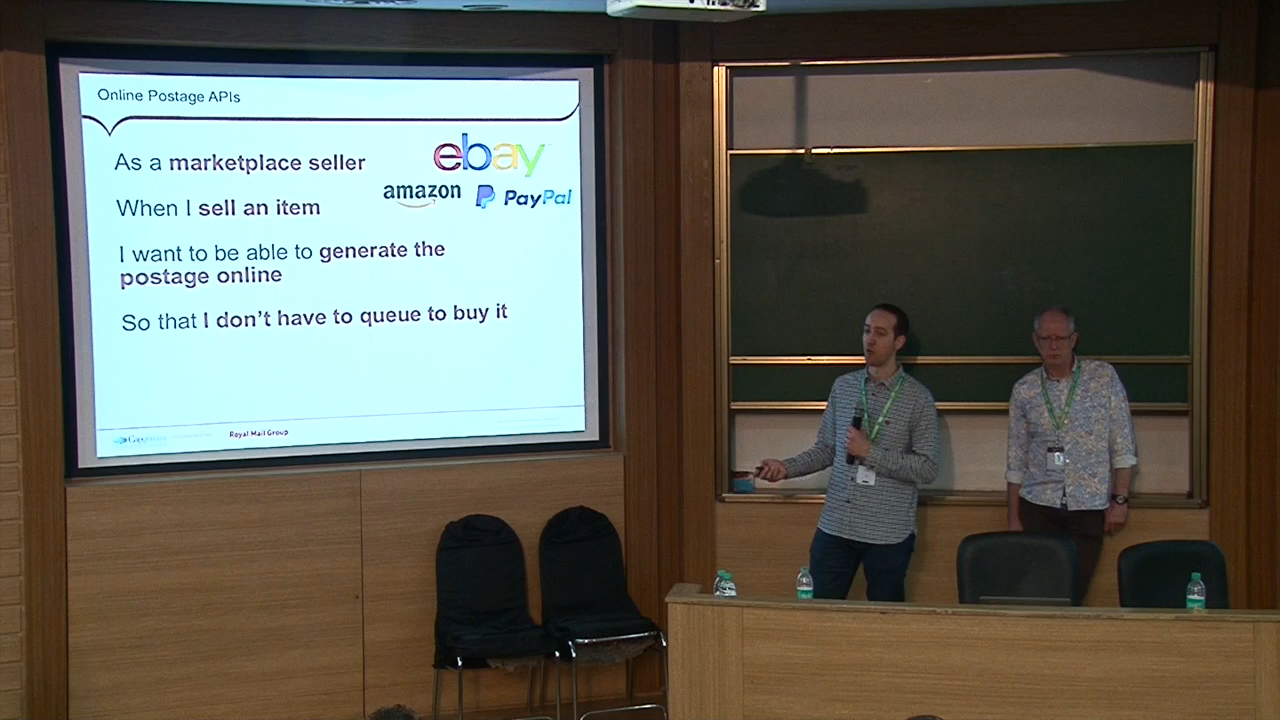 Online Postage APIs
As a marketplace seller
ebay
amazon
PayPal
When I sell an item
I want to be able to generate the
postage online
So that I don't have to queue to buy it
Capgemini
Royal Mail Group